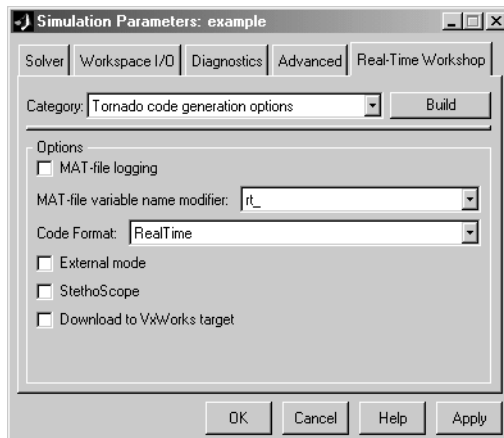 Simulation Parameters: example
Solver Workspace I/O Diagnostics Advanced Real-Time Workshop
Category: Tornado code generation options Build
Options
MAT-file logging
MAT-file variable name modifier: rt_
Code Format: RealTime
External mode
StethoScope
Download to VxWorks target
OK Cancel Help Apply